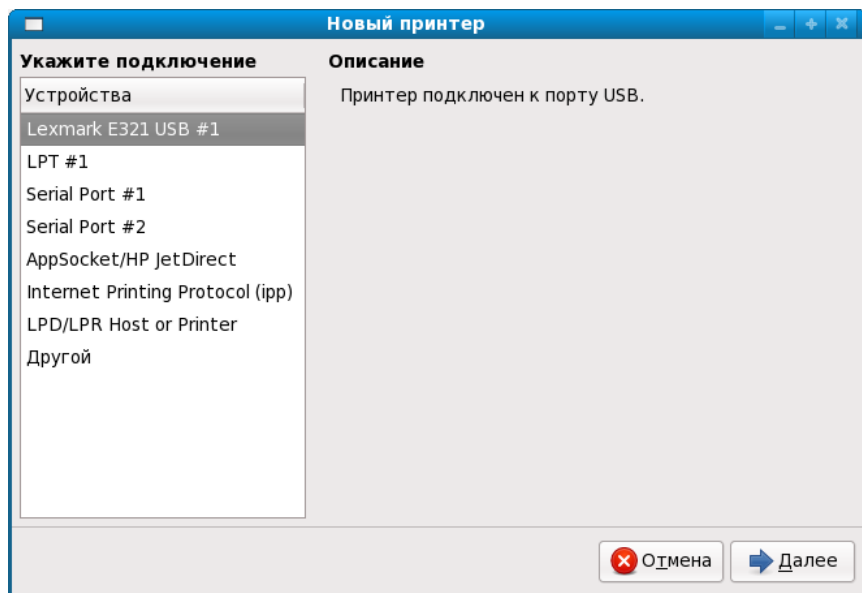 Новый принтер
Укажите подключение
Устройства
Lexmark E321 USB #1
LPT #1
Serial Port #1
Serial Port #2
AppSocket/HP JetDirect
Internet Printing Protocol (ipp)
LPD/LPR Host or Printer
Другой
Описание
Принтер подключен к порту USB.
Отмена
Далее